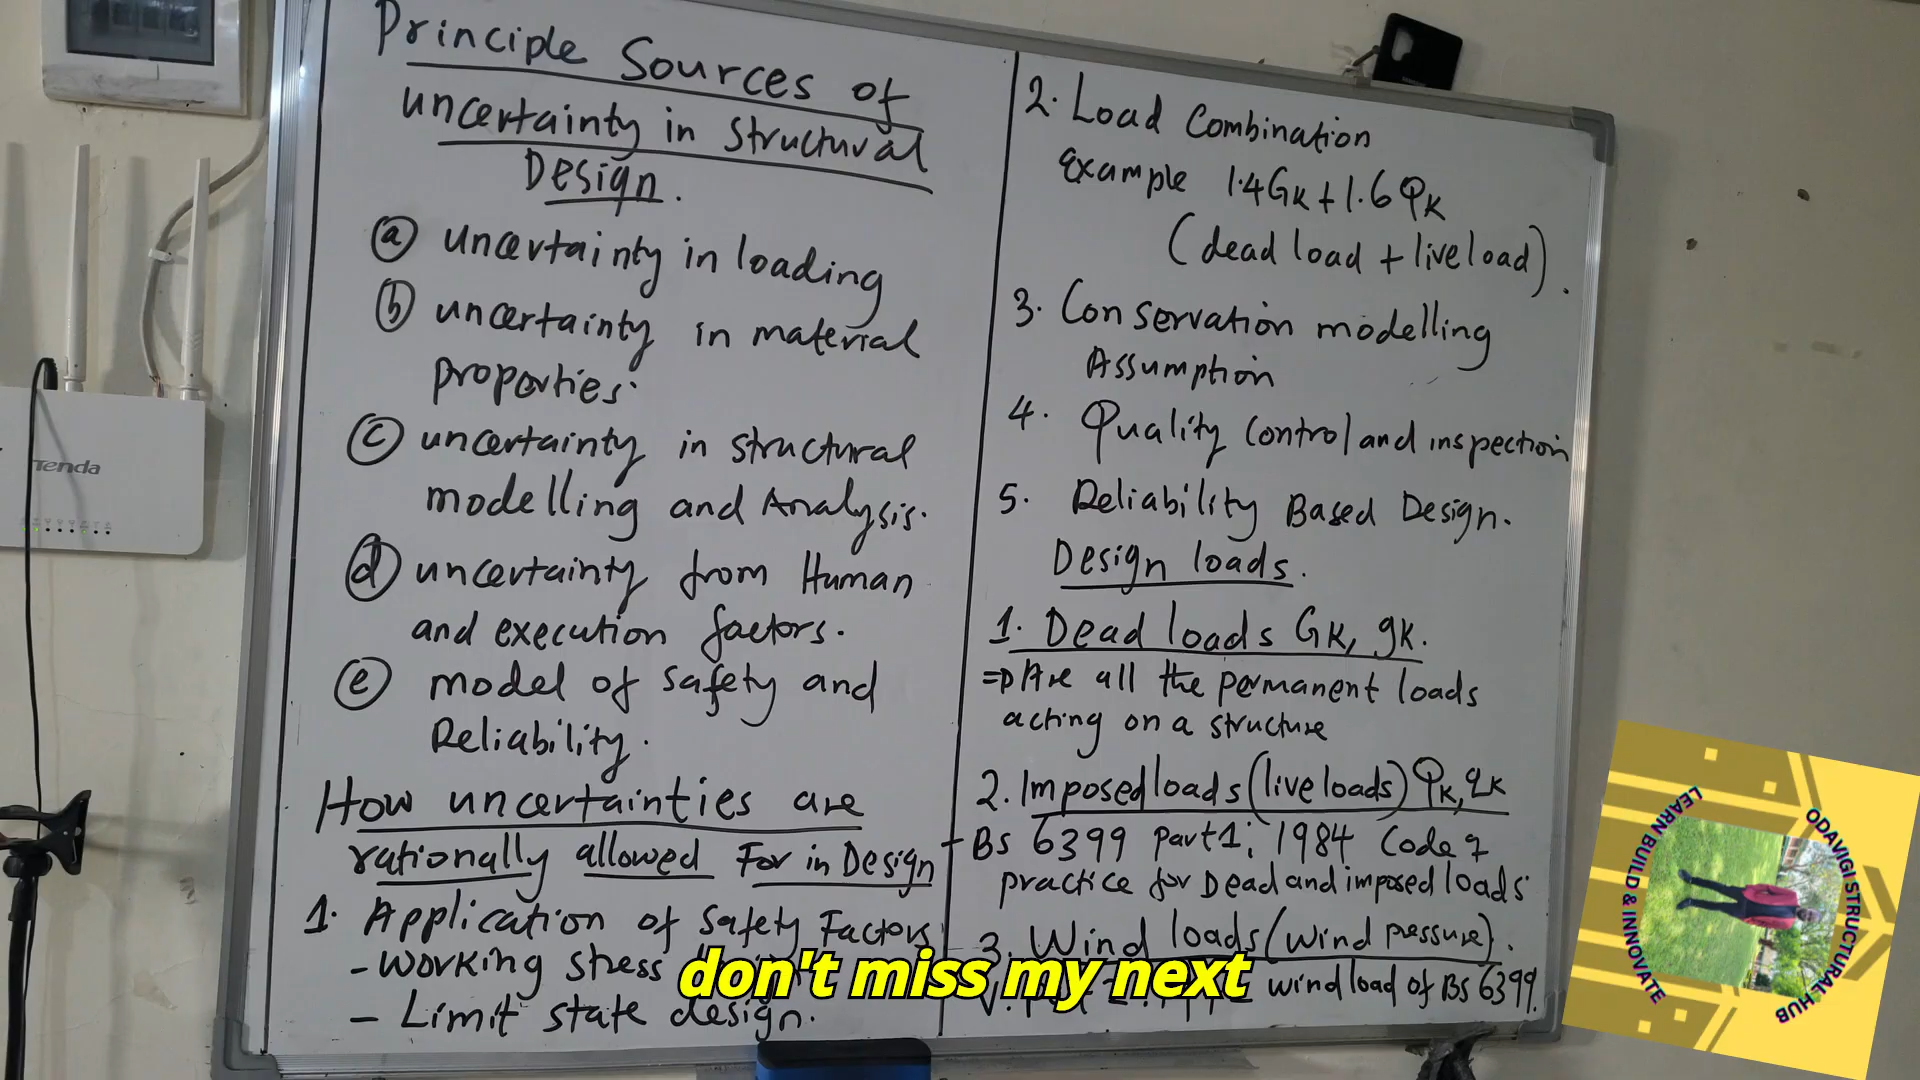 Principle Sources of
uncertainty in Structural
Design.
(a) uncertainty in loading
(b) uncertainty in material
properties.
(c) uncertainty in structural
modelling and Analysis.
(d) uncertainty from Human
and execution factors.
(e) model of safety and
Reliability.
How uncertainties are
rationally allowed For in Design
1. Application of Safety Factors
- Working stress
- Limit state design.
2. Load Combination
Example 1.4GK + 1.6QK
(dead load + live load).
3. Conservation modelling
Assumption
4. Quality Control and inspection
5. Reliability Based Design.
Design loads.
1. Dead loads GK, gK.
⇒ Are all the permanent loads
acting on a structure
2. Imposed loads (live loads) QK, qK
- Bs 6399 Part 1; 1984 Code of
practice for Dead and imposed loads.
3. Wind loads (wind pressure).
wind load of Bs 6399.
don't miss my next
Tenda
LEARN BUILD & INNOVATE
ODAVIGI STRUCTURAL HUB